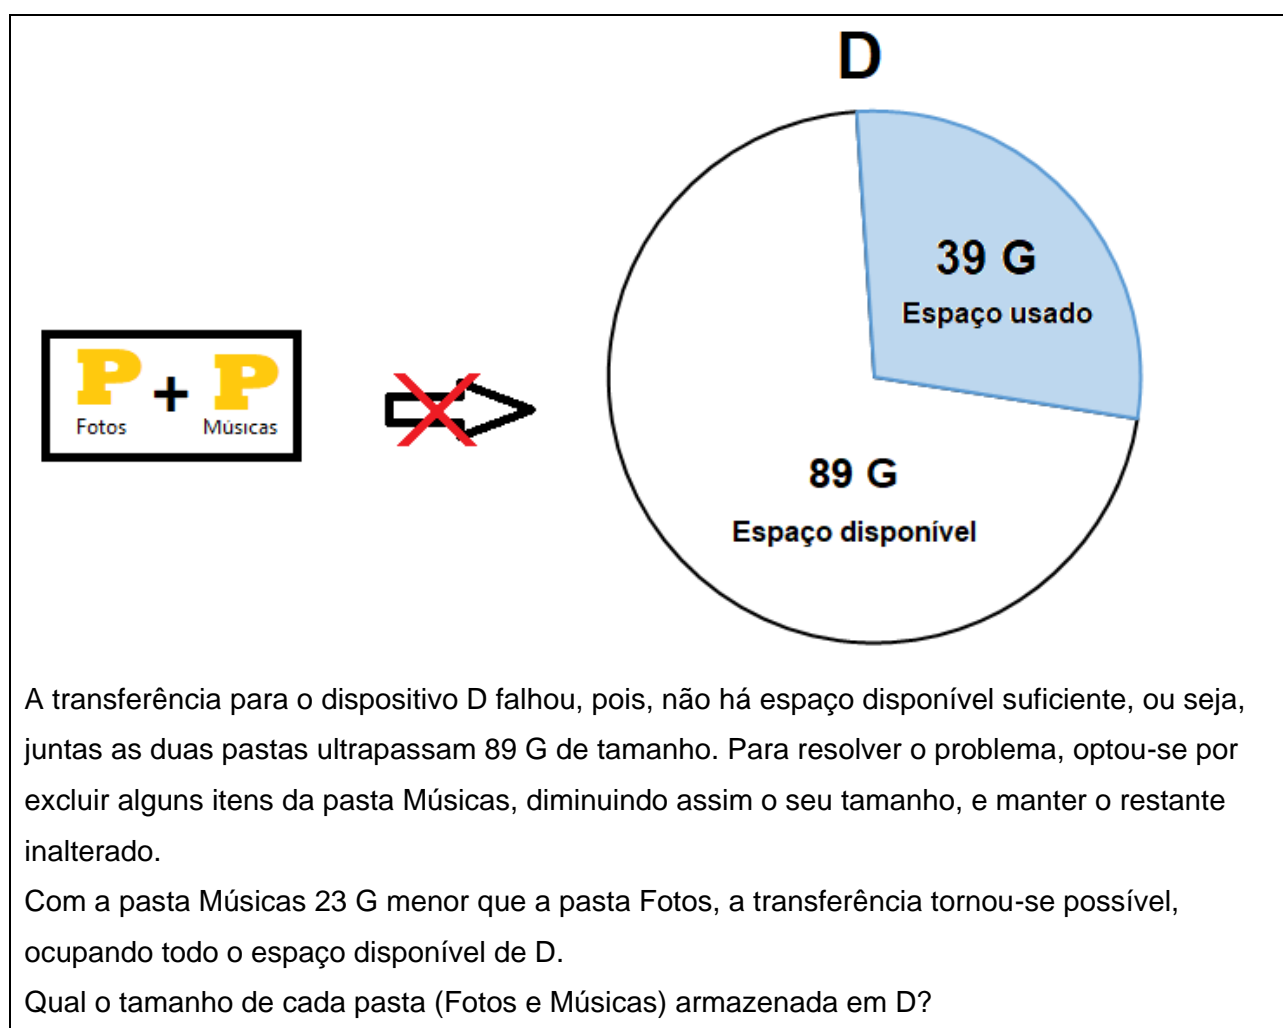 D
39 G
Espaço usado
P + P
Fotos Músicas
89 G
Espaço disponível
A transferência para o dispositivo D falhou, pois, não há espaço disponível suficiente, ou seja,
juntas as duas pastas ultrapassam 89 G de tamanho. Para resolver o problema, optou-se por
excluir alguns itens da pasta Músicas, diminuindo assim o seu tamanho, e manter o restante
inalterado.
Com a pasta Músicas 23 G menor que a pasta Fotos, a transferência tornou-se possível,
ocupando todo o espaço disponível de D.
Qual o tamanho de cada pasta (Fotos e Músicas) armazenada em D?